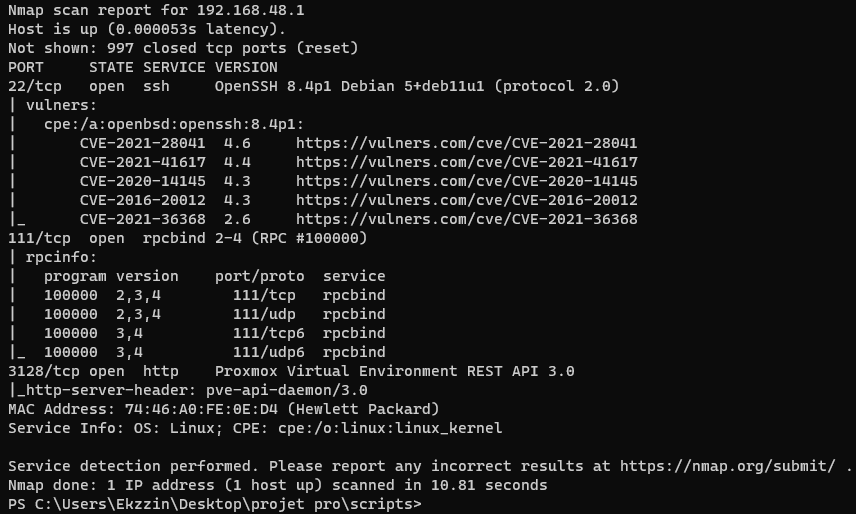 Nmap scan report for 192.168.48.1
Host is up (0.000053s latency).
Not shown: 997 closed tcp ports (reset)
PORT     STATE SERVICE VERSION
22/tcp   open  ssh     OpenSSH 8.4p1 Debian 5+deb11u1 (protocol 2.0)
| vulners:
|   cpe:/a:openbsd:openssh:8.4p1:
|       CVE-2021-28041  4.6     https://vulners.com/cve/CVE-2021-28041
|       CVE-2021-41617  4.4     https://vulners.com/cve/CVE-2021-41617
|       CVE-2020-14145  4.3     https://vulners.com/cve/CVE-2020-14145
|       CVE-2016-20012  4.3     https://vulners.com/cve/CVE-2016-20012
|_      CVE-2021-36368  2.6     https://vulners.com/cve/CVE-2021-36368
111/tcp  open  rpcbind 2-4 (RPC #100000)
| rpcinfo:
|   program version    port/proto  service
|   100000  2,3,4        111/tcp   rpcbind
|   100000  2,3,4        111/udp   rpcbind
|   100000  3,4          111/tcp6  rpcbind
|_  100000  3,4          111/udp6  rpcbind
3128/tcp open  http    Proxmox Virtual Environment REST API 3.0
|_http-server-header: pve-api-daemon/3.0
MAC Address: 74:46:A0:FE:0E:D4 (Hewlett Packard)
Service Info: OS: Linux; CPE: cpe:/o:linux:linux_kernel
Service detection performed. Please report any incorrect results at https://nmap.org/submit/ .
Nmap done: 1 IP address (1 host up) scanned in 10.81 seconds
PS C:\Users\Ekzzin\Desktop\projet pro\scripts>